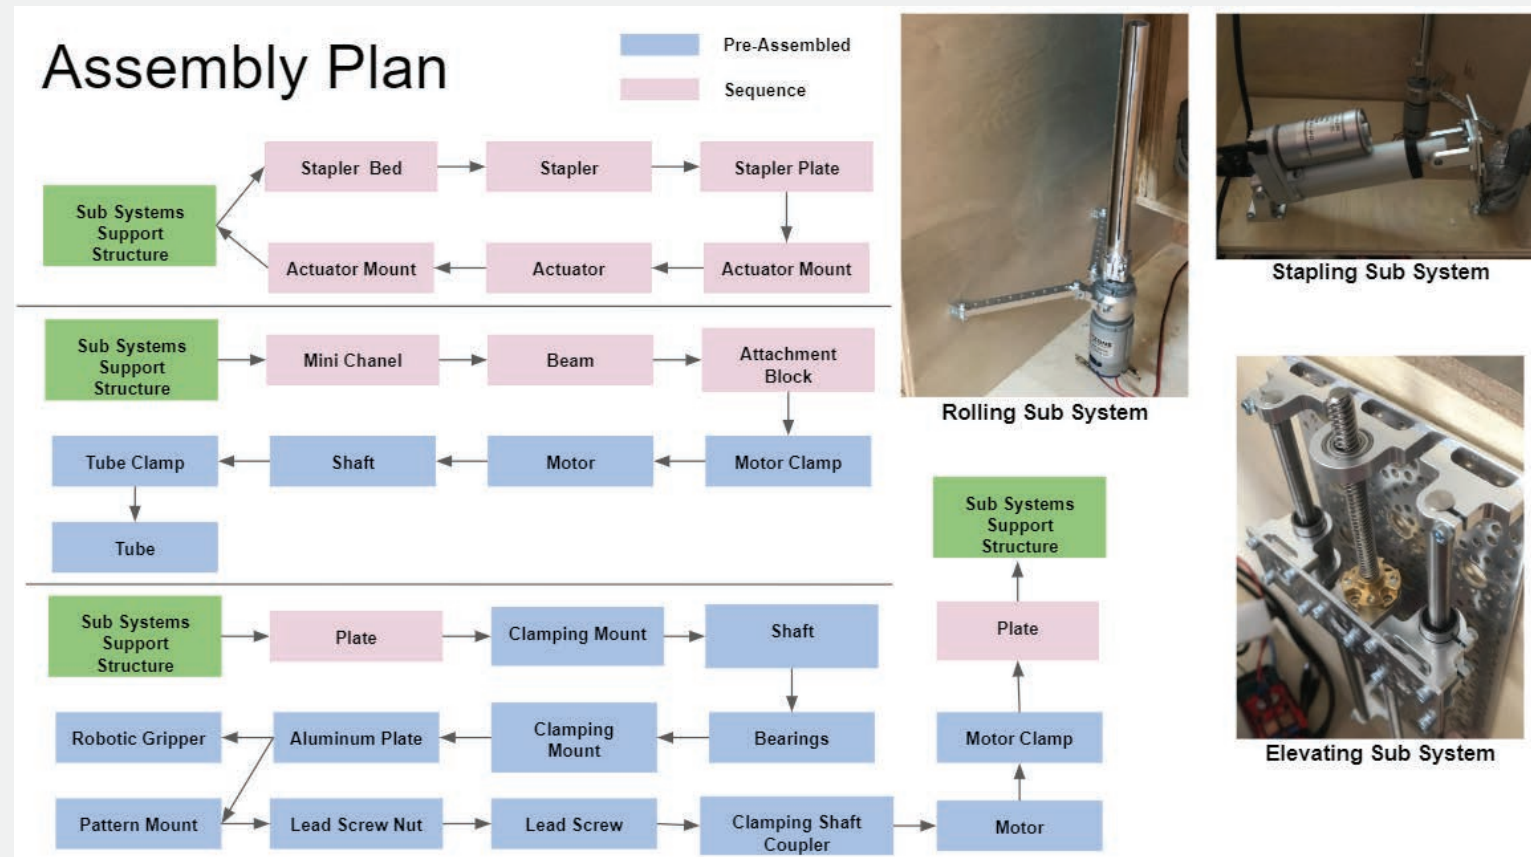 Assembly Plan
Pre-Assembled
Sequence
Sub Systems
Support
Structure
Stapler Bed
Stapler
Stapler Plate
Actuator Mount
Actuator
Actuator Mount
Sub Systems
Support
Structure
Mini Chanel
Beam
Attachment
Block
Tube Clamp
Shaft
Motor
Motor Clamp
Tube
Sub Systems
Support
Structure
Plate
Clamping Mount
Shaft
Robotic Gripper
Aluminum Plate
Clamping
Mount
Bearings
Pattern Mount
Lead Screw Nut
Lead Screw
Clamping Shaft
Coupler
Motor
Motor Clamp
Plate
Sub Systems
Support
Structure
Rolling Sub System
Stapling Sub System
Elevating Sub System